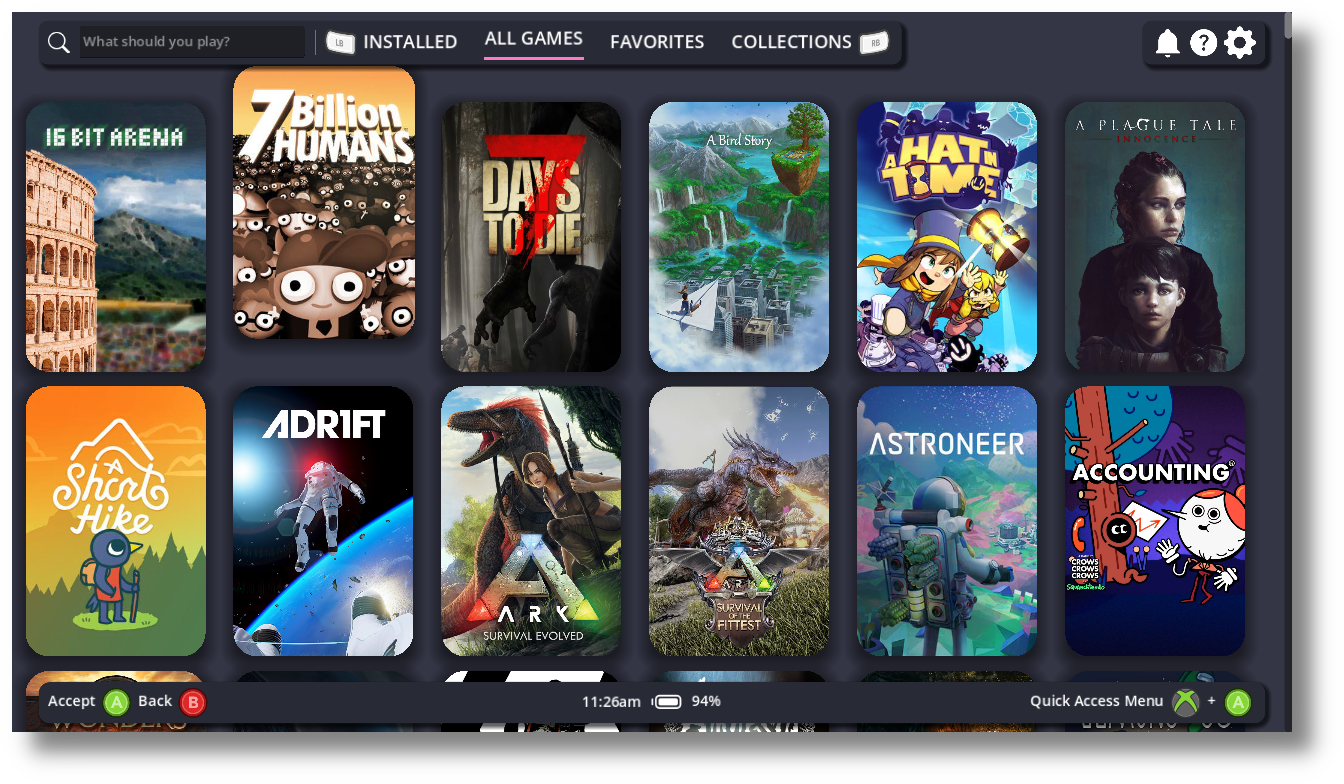 What should you play?
LB
INSTALLED
ALL GAMES
FAVORITES
COLLECTIONS
RB
?
16 BIT ARENA
7 Billion
HUMANS
7
DAYS
TO DIE
A Bird Story
A HAT IN
TIME
A PLAGUE TALE
INNOCENCE
A
Short
Hike
ADR1FT
ARK
SURVIVAL EVOLVED
ARK
SURVIVAL
OF THE
FITTEST
ASTRONEER
ACCOUNTING
CROWS
CROWS
CROWS
Squanchtendo
WONDERS
Accept A Back B
11:26am 94%
Quick Access Menu + A